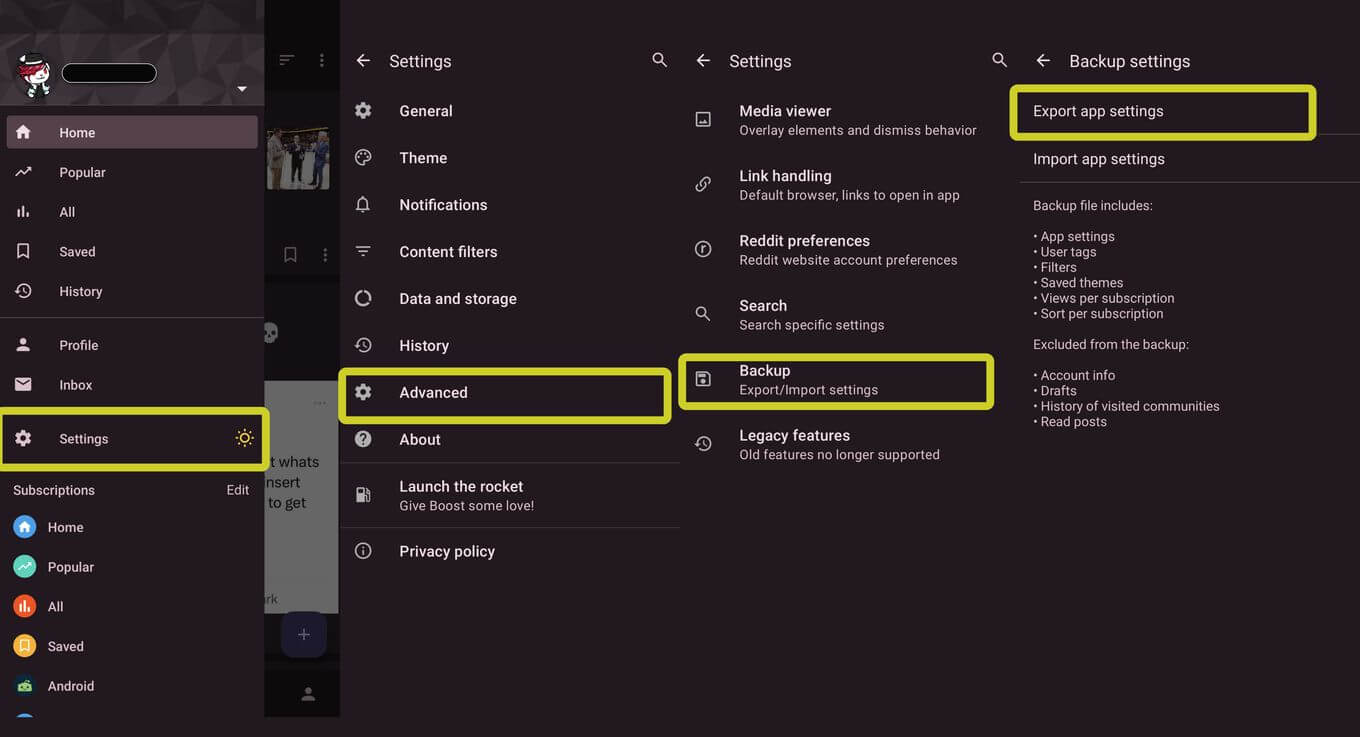 Home
Popular
All
Saved
History
Profile
Inbox
Settings
Subscriptions Edit
Home
Popular
All
Saved
Android
t whats
nsert
to get
rk
Settings
General
Theme
Notifications
Content filters
Data and storage
History
Advanced
About
Launch the rocket
Give Boost some love!
Privacy policy
Settings
Media viewer
Overlay elements and dismiss behavior
Link handling
Default browser, links to open in app
Reddit preferences
Reddit website account preferences
Search
Search specific settings
Backup
Export/Import settings
Legacy features
Old features no longer supported
Backup settings
Export app settings
Import app settings
Backup file includes:
• App settings
• User tags
• Filters
• Saved themes
• Views per subscription
• Sort per subscription
Excluded from the backup:
• Account info
• Drafts
• History of visited communities
• Read posts